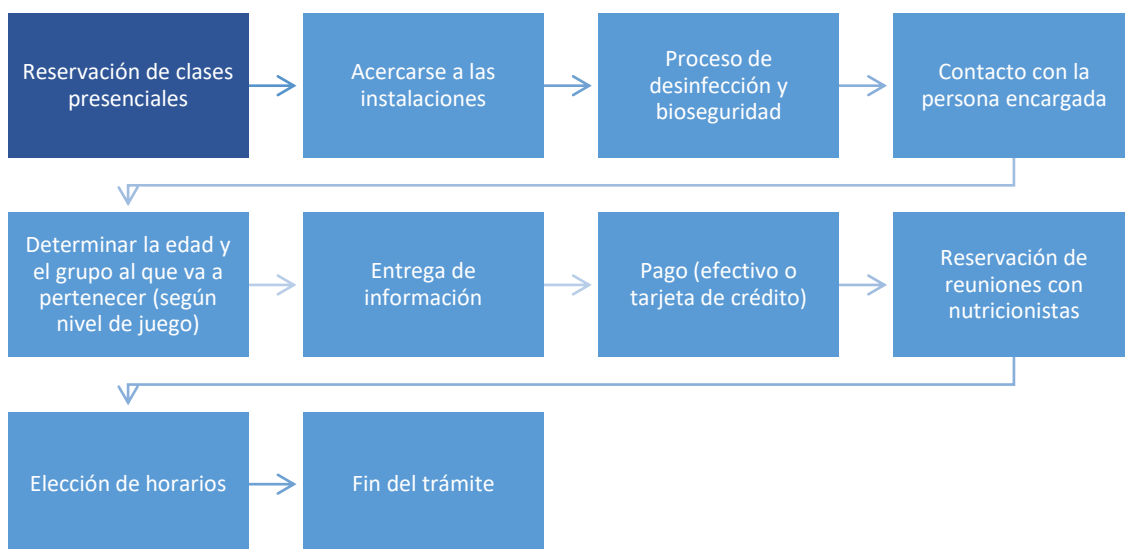 Reservación de clases
presenciales
Acercarse a las
instalaciones
Proceso de
desinfección y
bioseguridad
Contacto con la
persona encargada
Determinar la edad y
el grupo al que va a
pertenecer (según
nivel de juego)
Entrega de
información
Pago (efectivo o
tarjeta de crédito)
Reservación de
reuniones con
nutricionistas
Elección de horarios
Fin del trámite